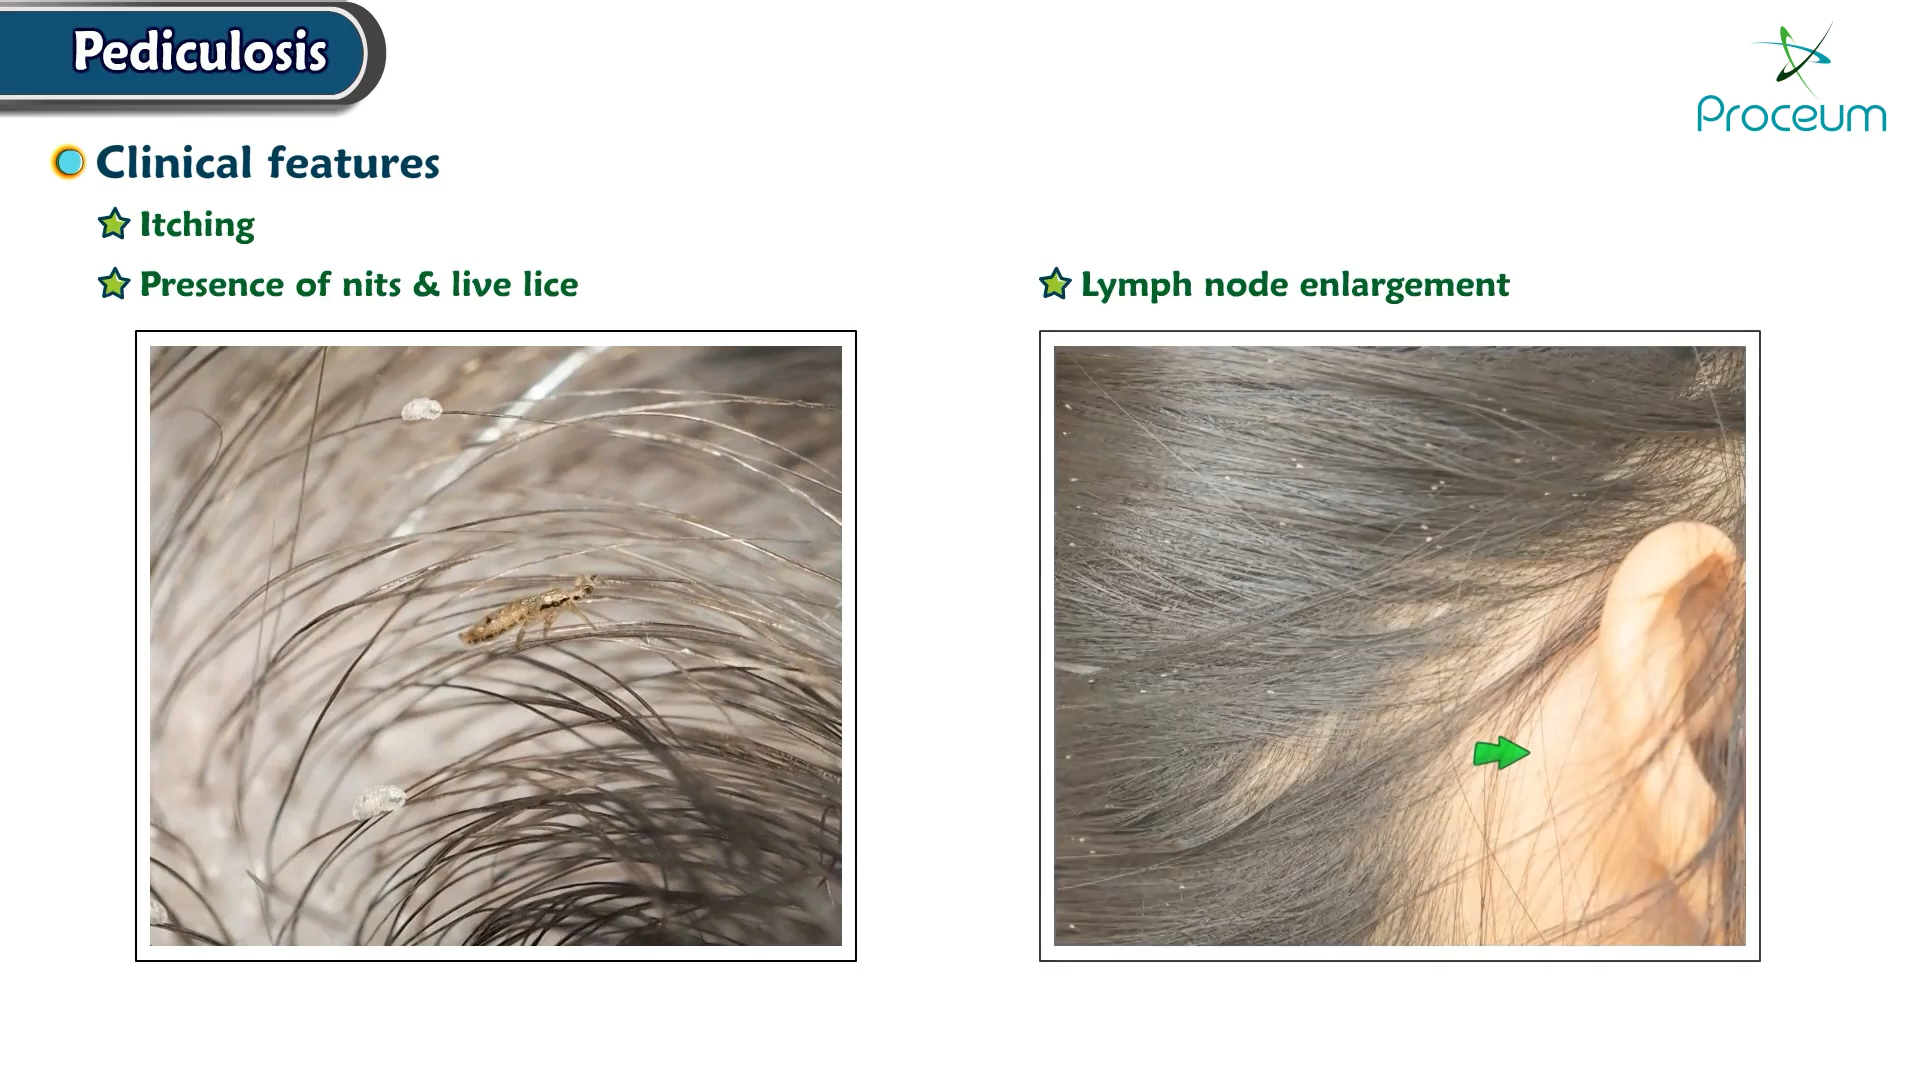 Pediculosis
Proceum
Clinical features
Itching
Presence of nits & live lice
Lymph node enlargement